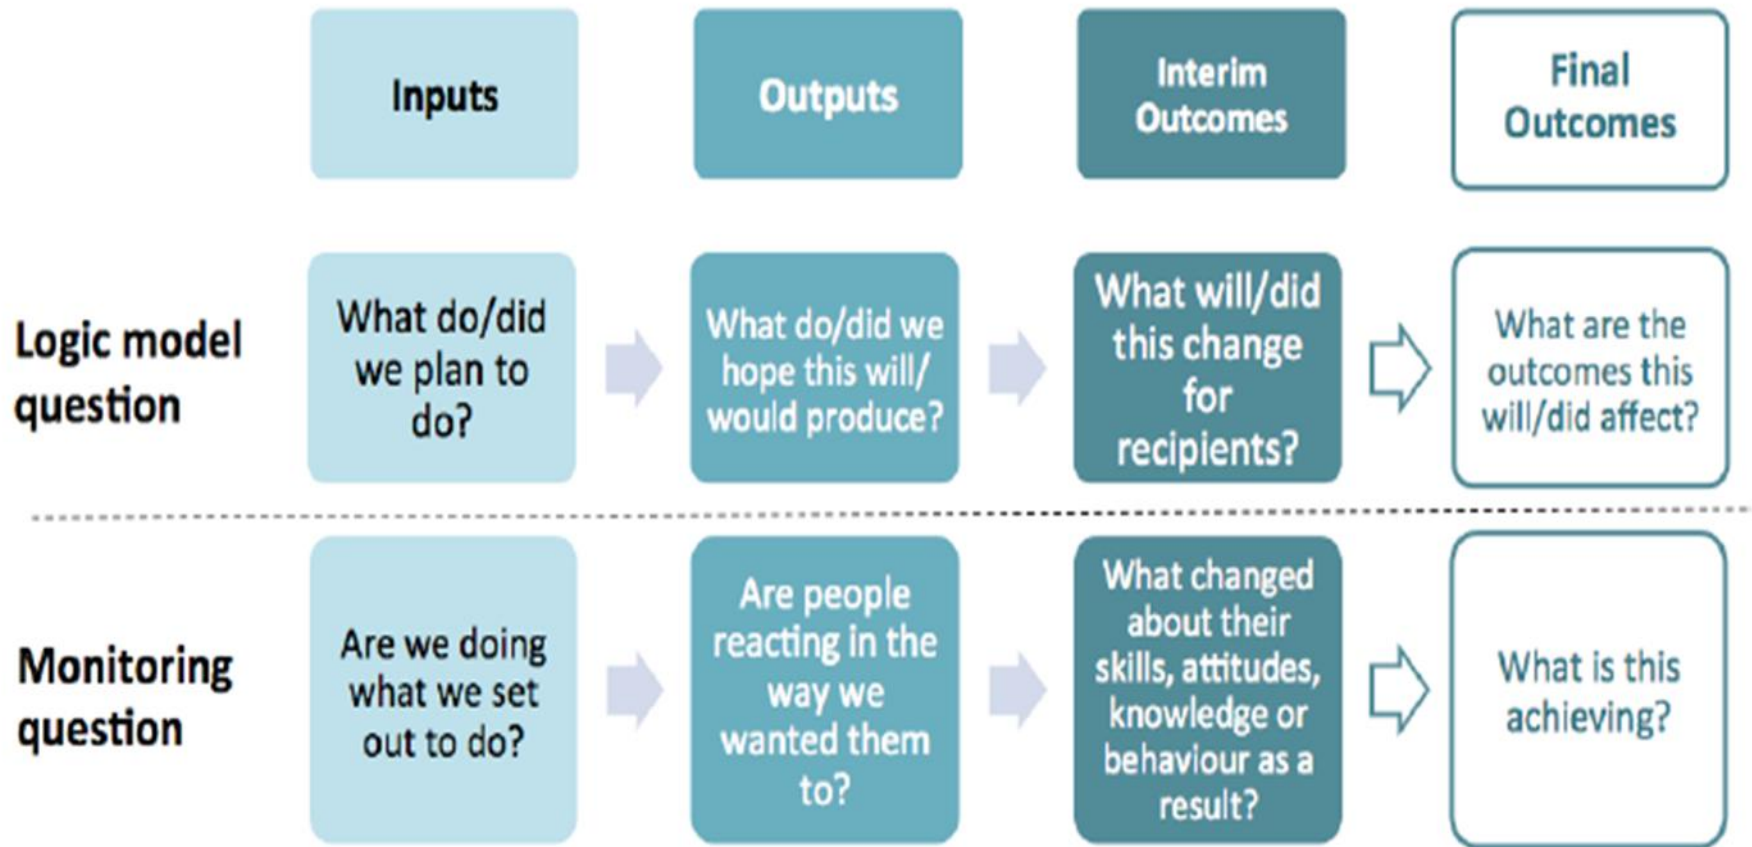 Inputs
Outputs
Interim
Outcomes
Final
Outcomes
Logic model
question
What do/did
we plan to
do?
What do/did we
hope this will/
would produce?
What will/did
this change
for
recipients?
What are the
outcomes this
will/did affect?
Monitoring
question
Are we doing
what we set
out to do?
Are people
reacting in the
way we
wanted them
to?
What changed
about their
skills, attitudes,
knowledge or
behaviour as a
result?
What is this
achieving?